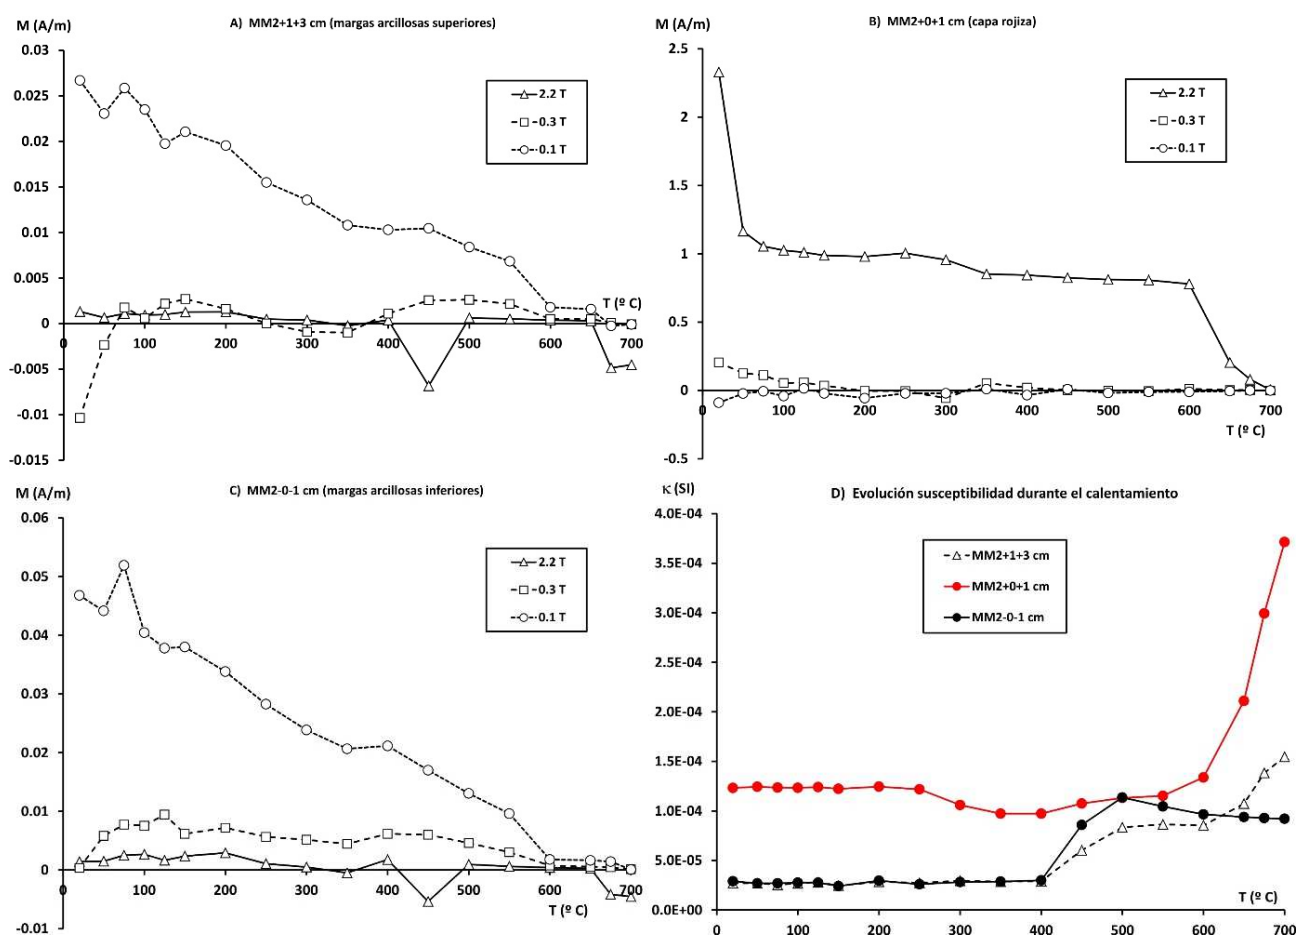 M (A/m)
A) MM2+1+3 cm (margas arcillosas superiores)
0.03
0.025
0.02
0.015
0.01
0.005
0
-0.005
-0.01
-0.015
2.2 T
0.3 T
0.1 T
T (º C)
0 100 200 300 400 500 600 700
M (A/m)
B) MM2+0+1 cm (capa rojiza)
2.5
2
1.5
1
0.5
0
-0.5
2.2 T
0.3 T
0.1 T
0 100 200 300 400 500 600 700
T (º C)
M (A/m)
C) MM2-0-1 cm (margas arcillosas inferiores)
0.06
0.05
0.04
0.03
0.02
0.01
0
-0.01
2.2 T
0.3 T
0.1 T
0 100 200 300 400 500 600 700
T (º C)
κ (SI)
D) Evolución susceptibilidad durante el calentamiento
4.0E-04
3.5E-04
3.0E-04
2.5E-04
2.0E-04
1.5E-04
1.0E-04
5.0E-05
0.0E+00
MM2+1+3 cm
MM2+0+1 cm
MM2-0-1 cm
T (º C)
0 100 200 300 400 500 600 700